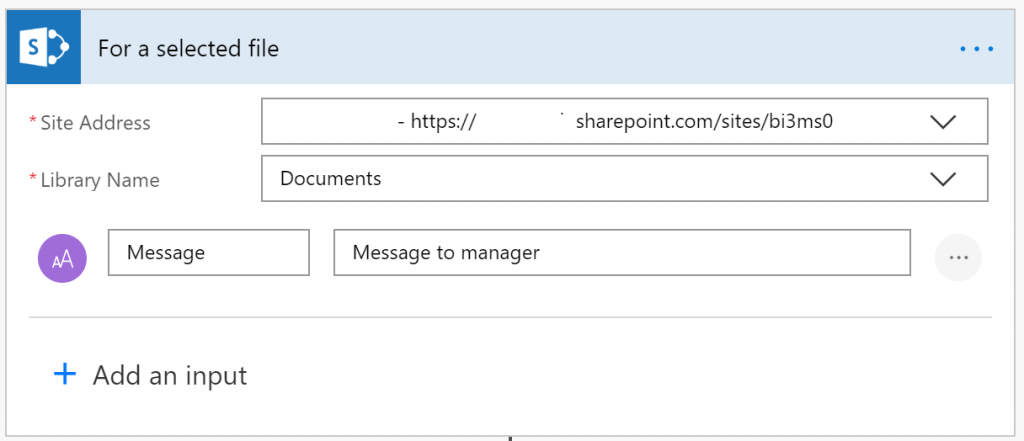 S For a selected file ...
* Site Address - https:// sharepoint.com/sites/bi3ms0
* Library Name Documents
AA Message Message to manager ...
+ Add an input